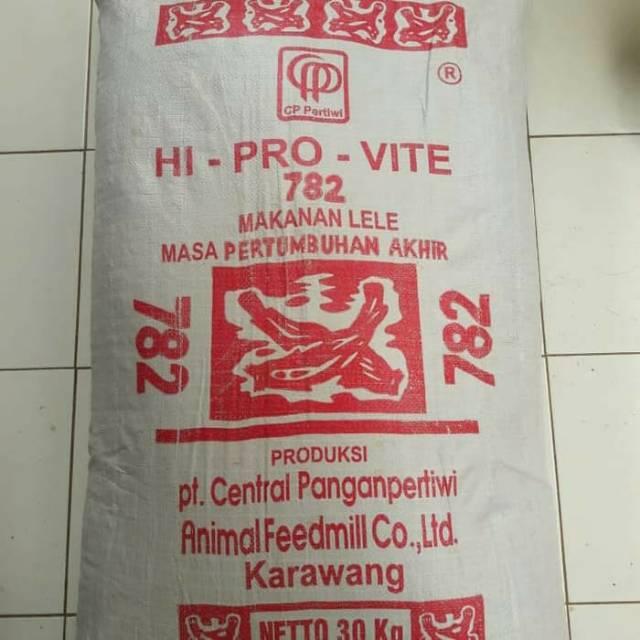 CP Pertiwi
®
HI - PRO - VITE
782
MAKANAN LELE
MASA PERTUMBUHAN AKHIR
782
782
PRODUKSI
pt. Central Panganpertiwi
Animal Feedmill Co.,Ltd.
Karawang
NETTO 30 Kg